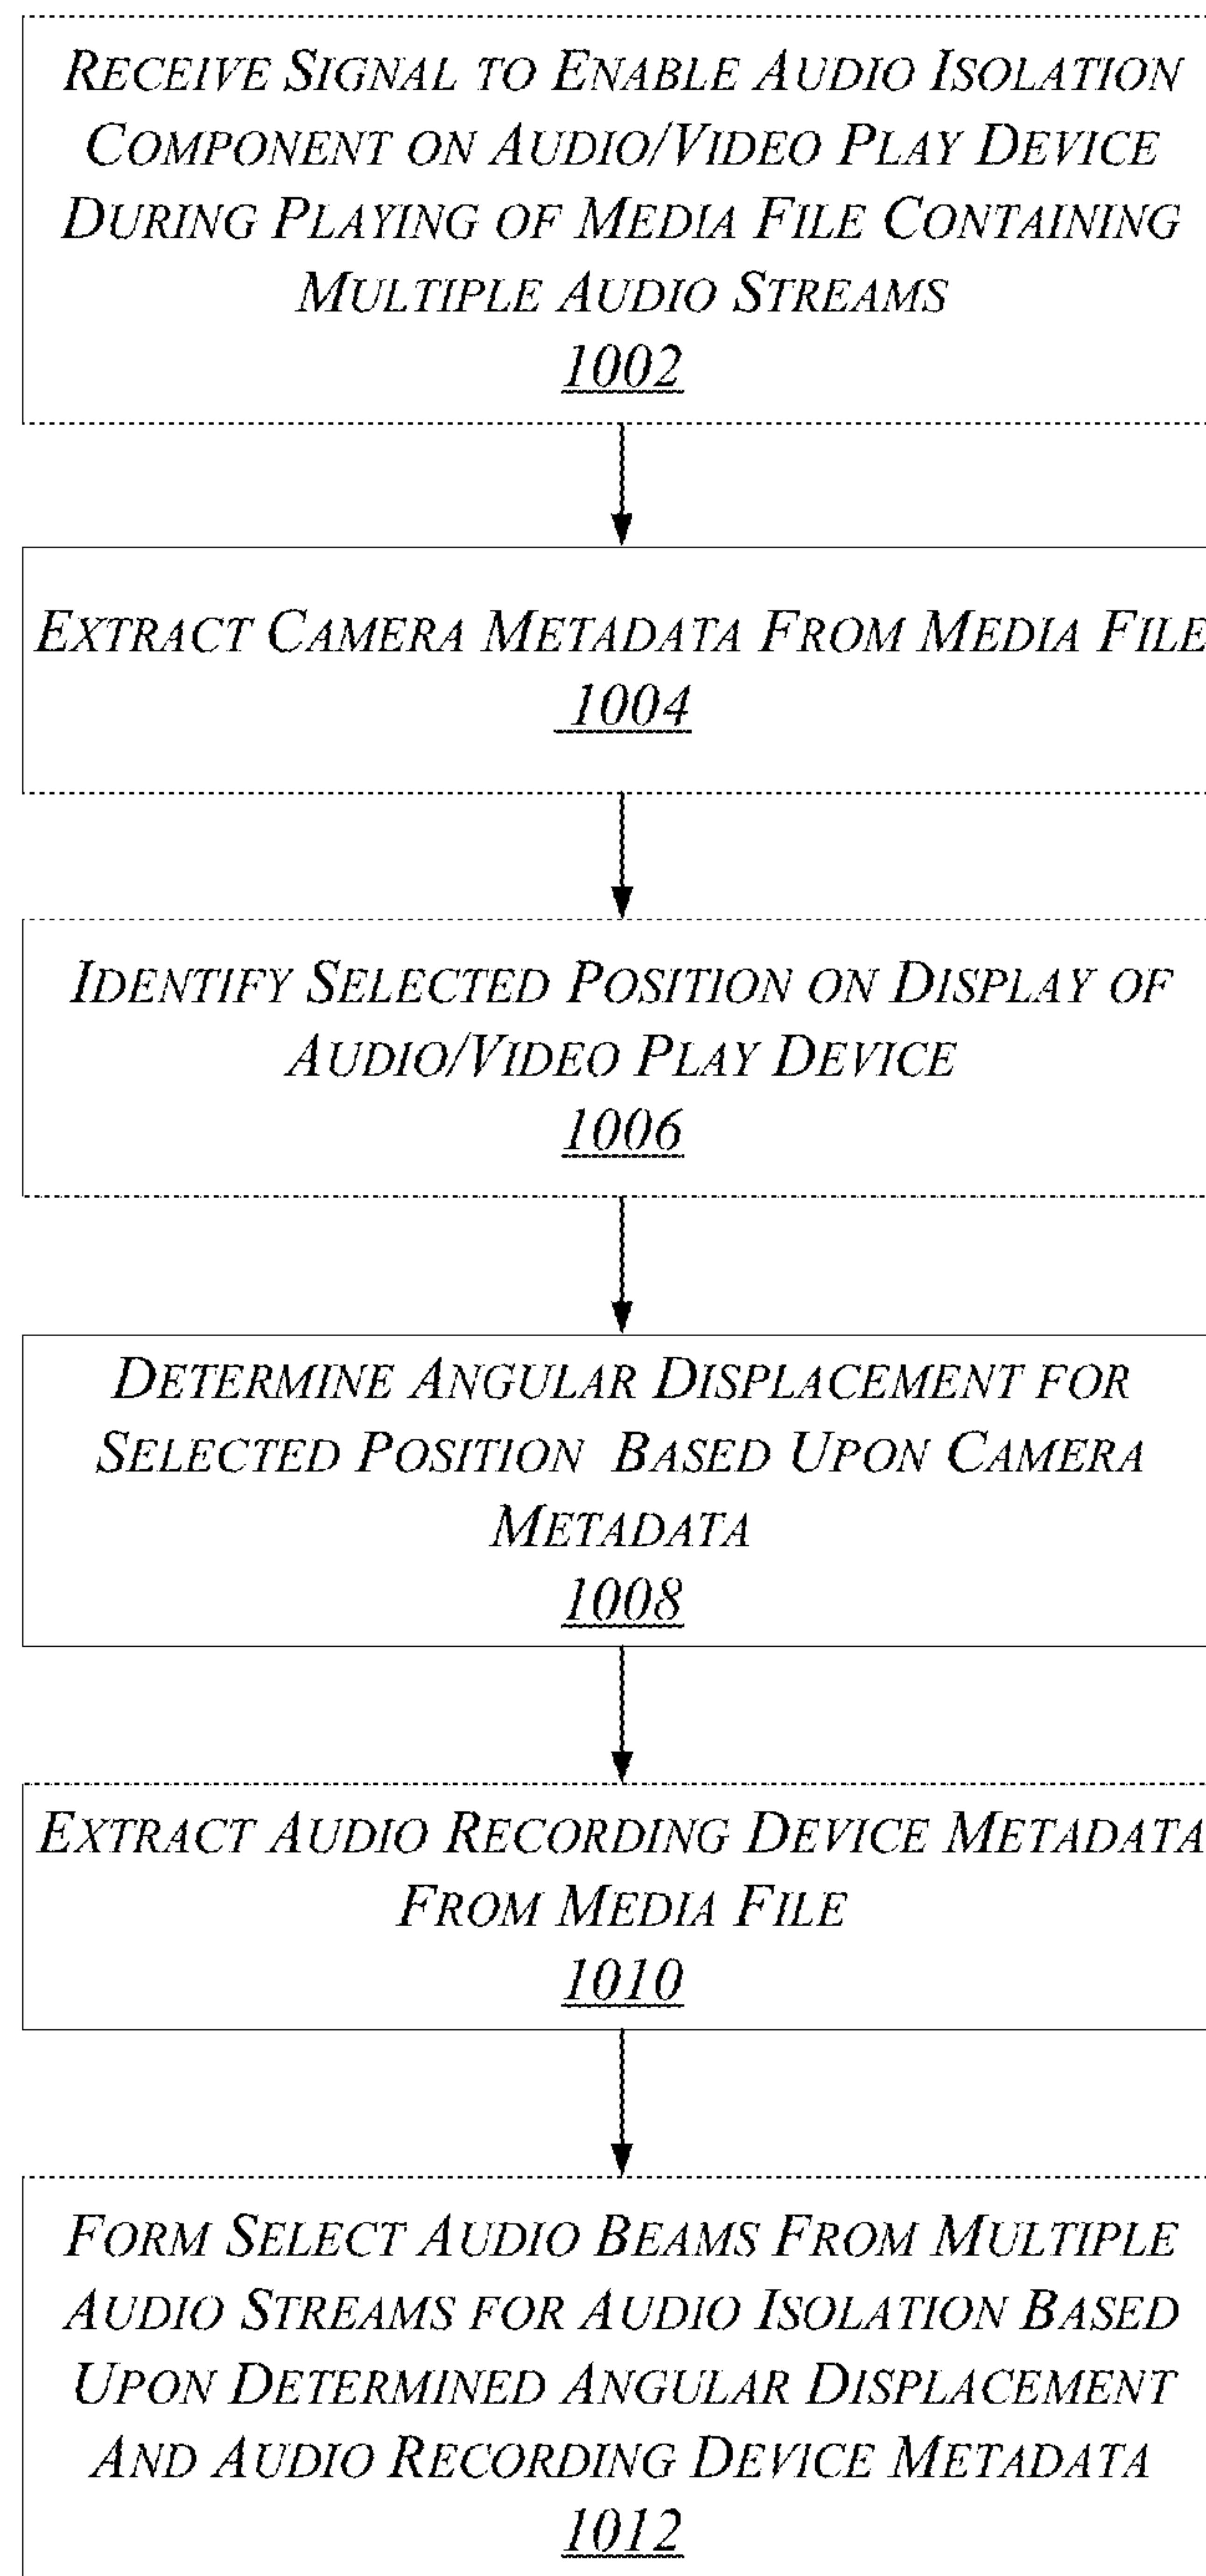 RECEIVE SIGNAL TO ENABLE AUDIO ISOLATION
COMPONENT ON AUDIO/VIDEO PLAY DEVICE
DURING PLAYING OF MEDIA FILE CONTAINING
MULTIPLE AUDIO STREAMS
1002
EXTRACT CAMERA METADATA FROM MEDIA FILE
1004
IDENTIFY SELECTED POSITION ON DISPLAY OF
AUDIO/VIDEO PLAY DEVICE
1006
DETERMINE ANGULAR DISPLACEMENT FOR
SELECTED POSITION BASED UPON CAMERA
METADATA
1008
EXTRACT AUDIO RECORDING DEVICE METADATA
FROM MEDIA FILE
1010
FORM SELECT AUDIO BEAMS FROM MULTIPLE
AUDIO STREAMS FOR AUDIO ISOLATION BASED
UPON DETERMINED ANGULAR DISPLACEMENT
AND AUDIO RECORDING DEVICE METADATA
1012